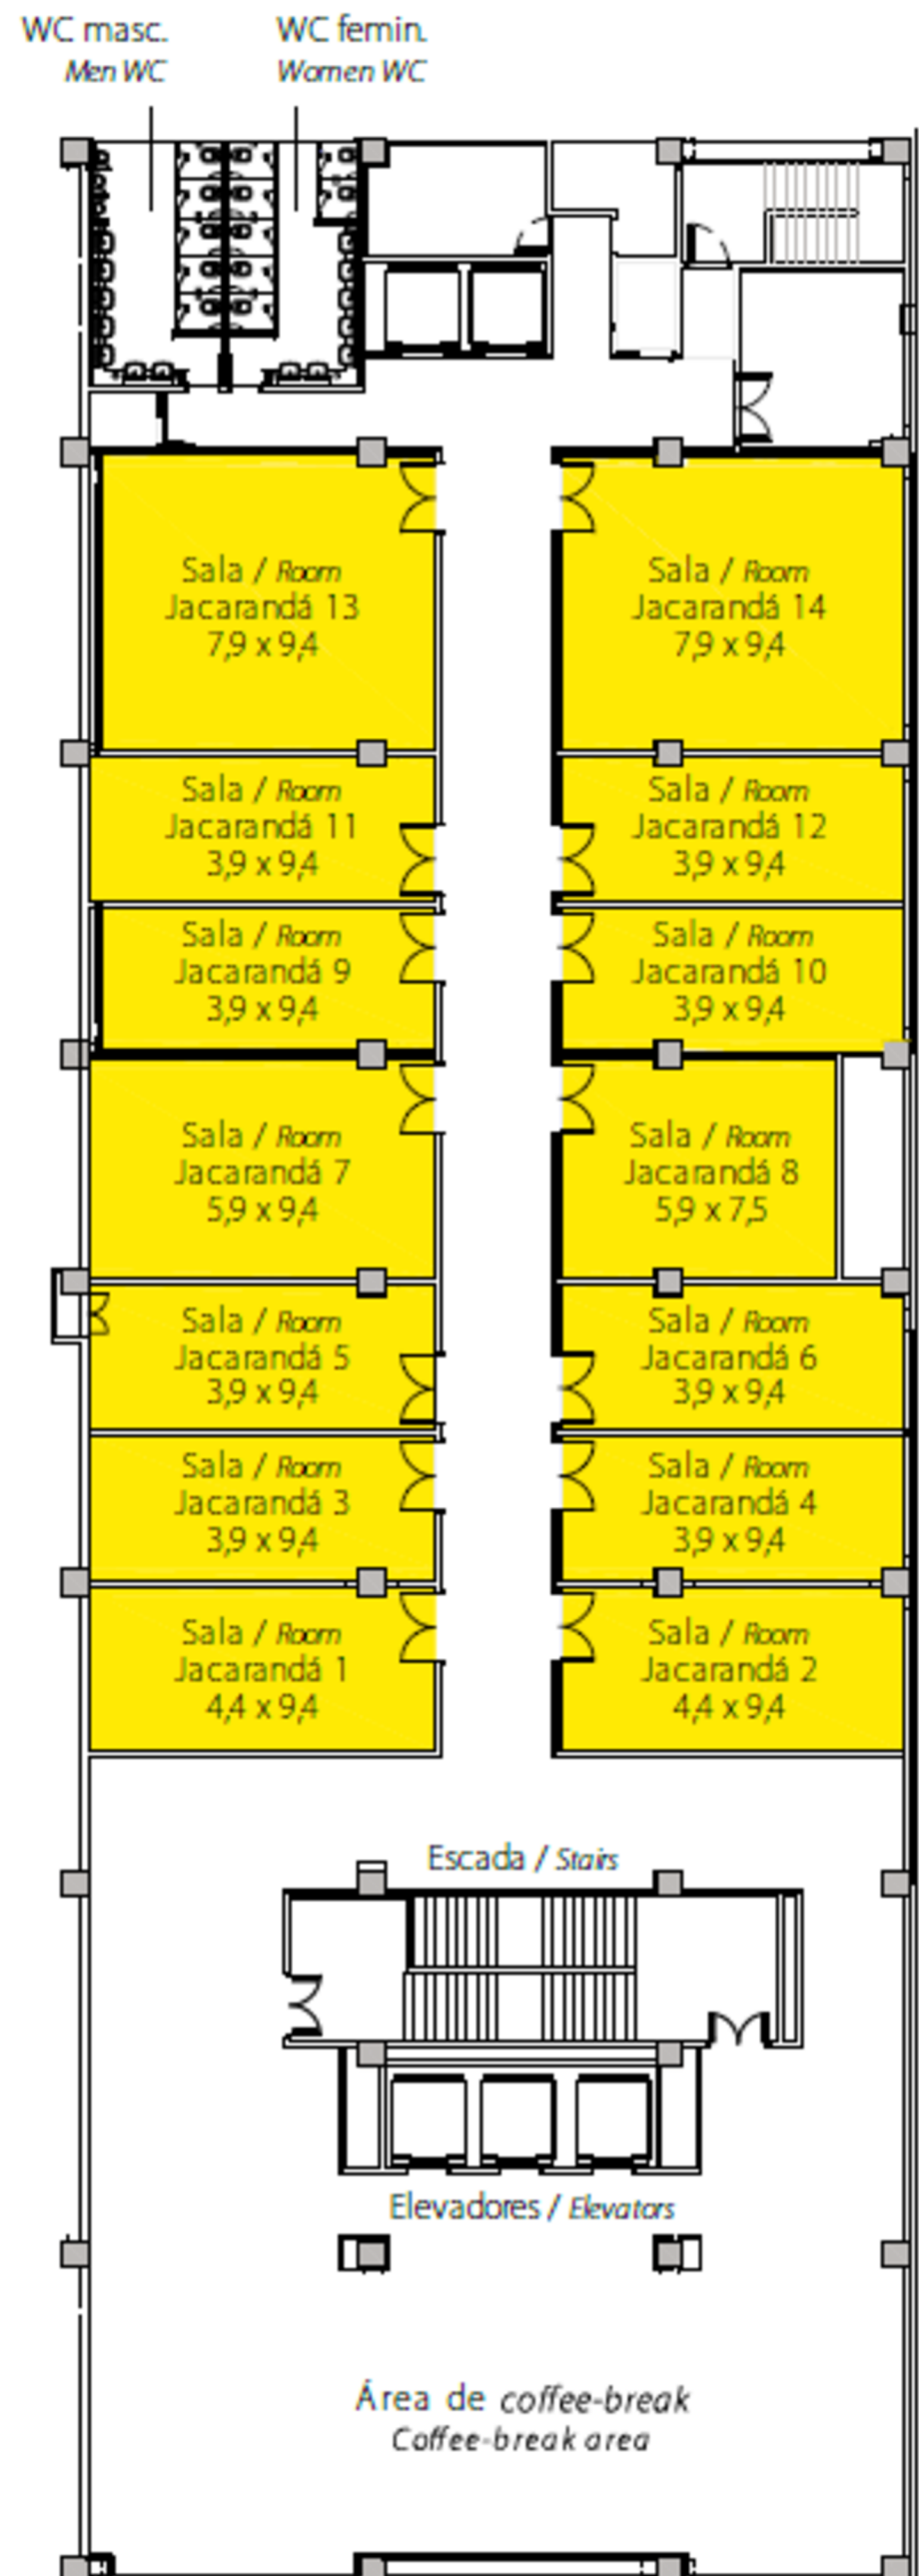 WC masc.
Men WC
WC femin.
Women WC
Sala / Room
Jacarandá 13
7,9 x 9,4
Sala / Room
Jacarandá 14
7,9 x 9,4
Sala / Room
Jacarandá 11
3,9 x 9,4
Sala / Room
Jacarandá 12
3,9 x 9,4
Sala / Room
Jacarandá 9
3,9 x 9,4
Sala / Room
Jacarandá 10
3,9 x 9,4
Sala / Room
Jacarandá 7
5,9 x 9,4
Sala / Room
Jacarandá 8
5,9 x 7,5
Sala / Room
Jacarandá 5
3,9 x 9,4
Sala / Room
Jacarandá 6
3,9 x 9,4
Sala / Room
Jacarandá 3
3,9 x 9,4
Sala / Room
Jacarandá 4
3,9 x 9,4
Sala / Room
Jacarandá 1
4,4 x 9,4
Sala / Room
Jacarandá 2
4,4 x 9,4
Escada / Stairs
Elevadores / Elevators
Área de coffee-break
Coffee-break area